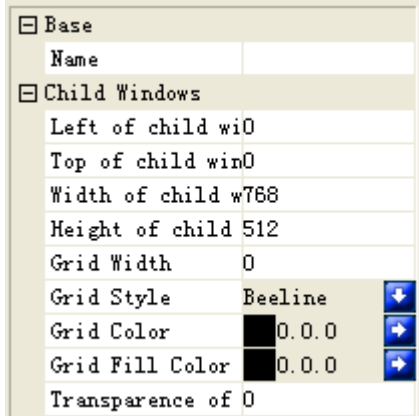 Base
Name
Child Windows
Left of child wi0
Top of child win0
Width of child w768
Height of child 512
Grid Width 0
Grid Style Beeline
Grid Color 0.0.0
Grid Fill Color 0.0.0
Transparence of 0